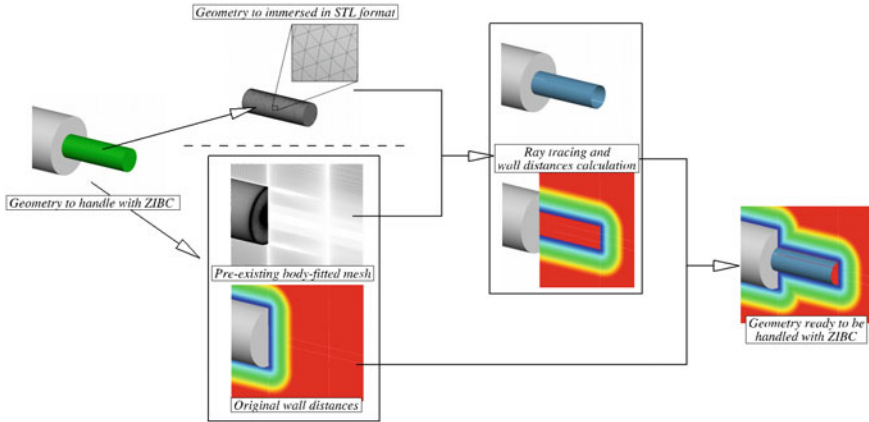 Geometry to immersed in STL format
Geometry to handle with ZIBC
Pre-existing body-fitted mesh
Original wall distances
Ray tracing and
wall distances calculation
Geometry ready to be
handled with ZIBC